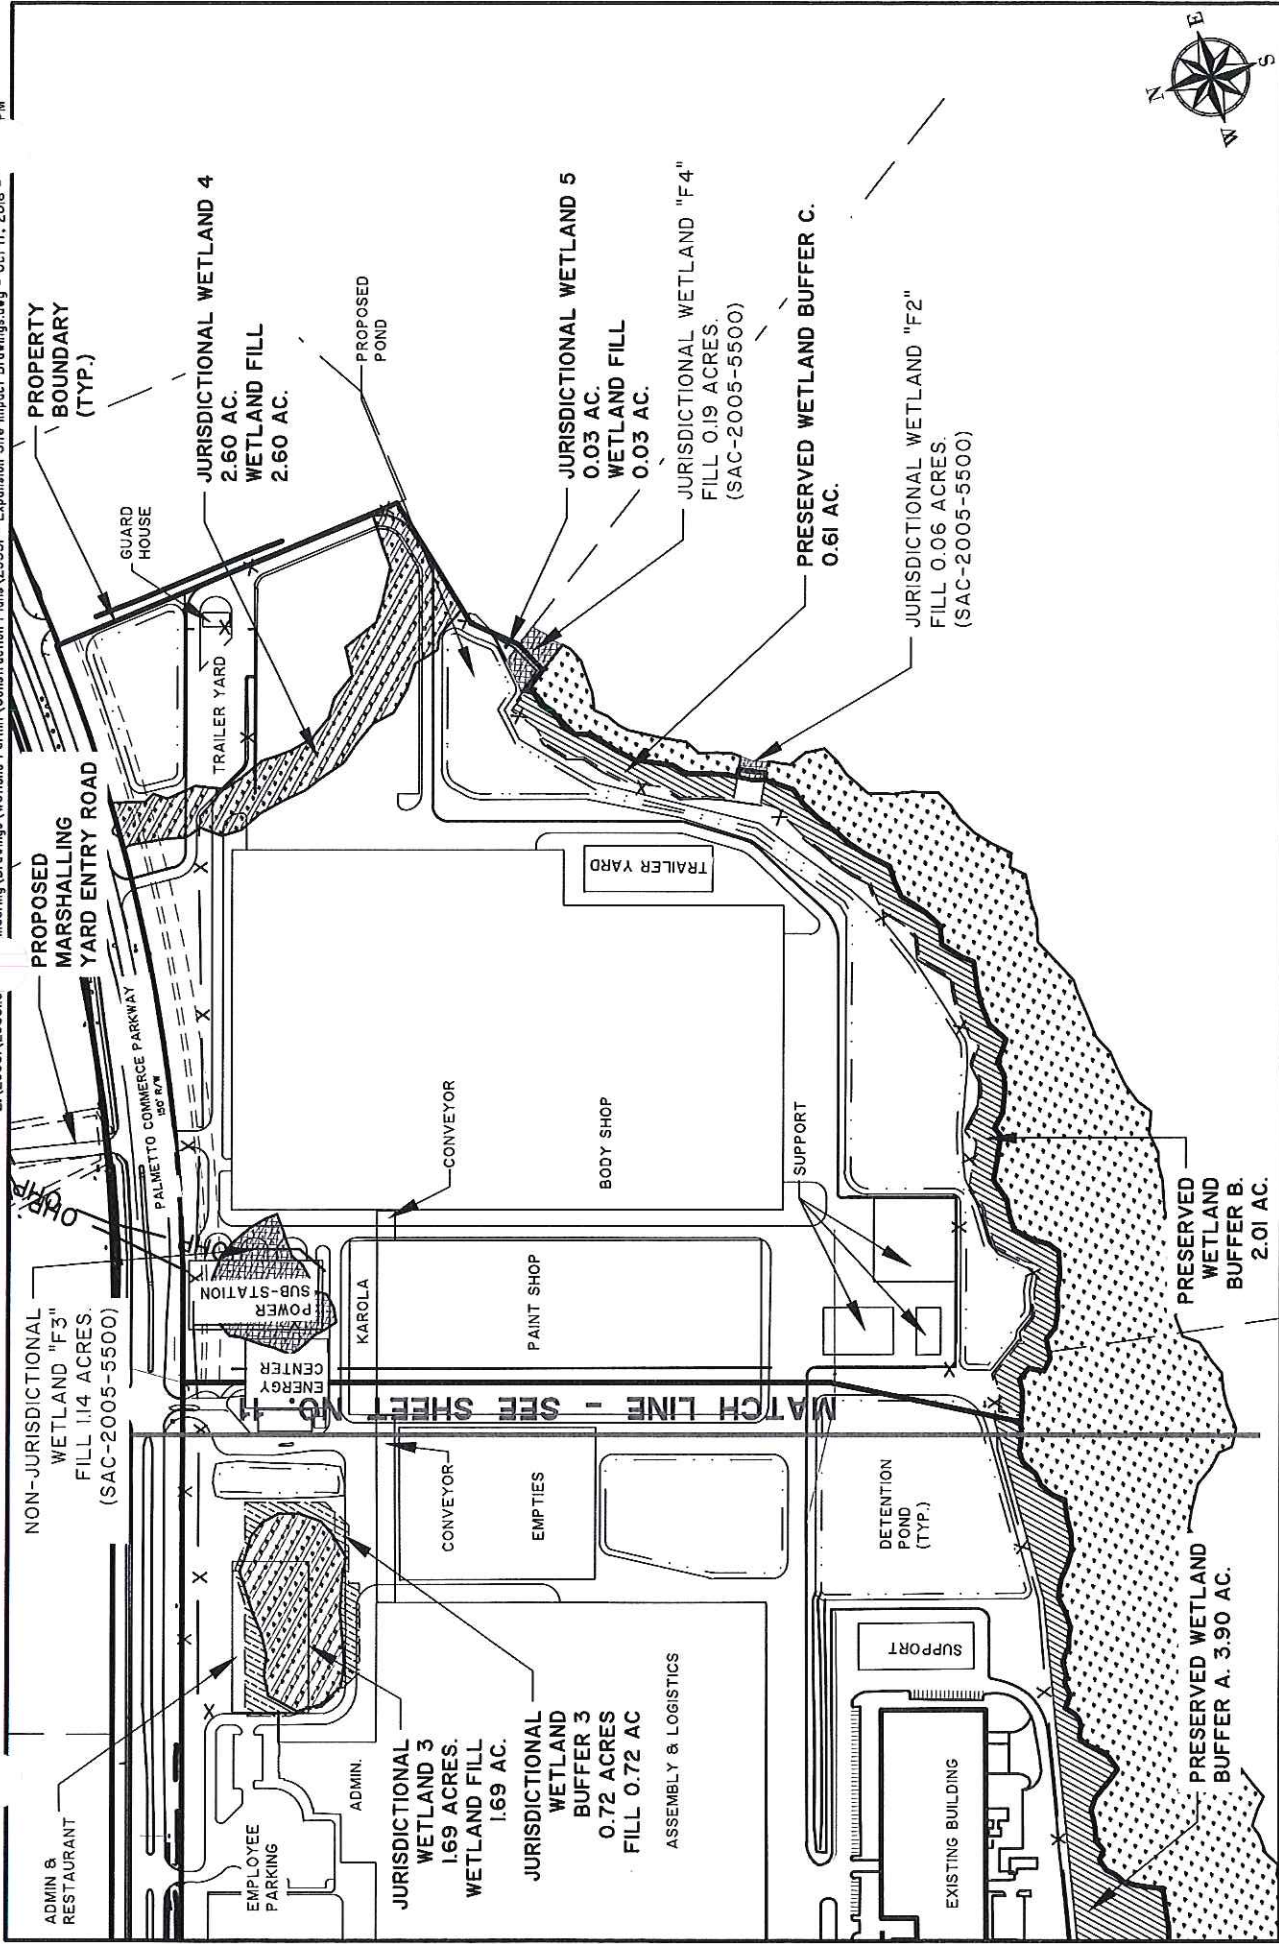 PROPOSED
MARSHALLING
YARD ENTRY ROAD
PROPERTY
BOUNDARY
(TYP.)
GUARD
HOUSE
TRAILER YARD
JURISDICTIONAL WETLAND 4
2.60 AC.
WETLAND FILL
2.60 AC.
PROPOSED
POND
JURISDICTIONAL WETLAND 5
0.03 AC.
WETLAND FILL
0.03 AC.
JURISDICTIONAL WETLAND "F4"
FILL 0.19 ACRES.
(SAC-2005-5500)
PRESERVED WETLAND BUFFER C.
0.61 AC.
JURISDICTIONAL WETLAND "F2"
FILL 0.06 ACRES.
(SAC-2005-5500)
N
E
S
W
PALMETTO COMMERCE PARKWAY
150' R/W
OHP
OHP
OHP
NON-JURISDICTIONAL
WETLAND "F3"
FILL 1.14 ACRES.
(SAC-2005-5500)
POWER
SUB-STATION
ENERGY
CENTER
KAROLA
CONVEYOR
BODY SHOP
TRAILER YARD
PAINT SHOP
SUPPORT
MATCH LINE - SEE SHEET NO. 11
PRESERVED
WETLAND
BUFFER B.
2.01 AC.
CONVEYOR
EMPTIES
DETENTION
POND
(TYP.)
ADMIN &
RESTAURANT
EMPLOYEE
PARKING
ADMIN.
JURISDICTIONAL
WETLAND 3
1.69 ACRES.
WETLAND FILL
1.69 AC.
JURISDICTIONAL
WETLAND
BUFFER 3
0.72 ACRES
FILL 0.72 AC
ASSEMBLY & LOGISTICS
SUPPORT
EXISTING BUILDING
PRESERVED WETLAND
BUFFER A. 3.90 AC.